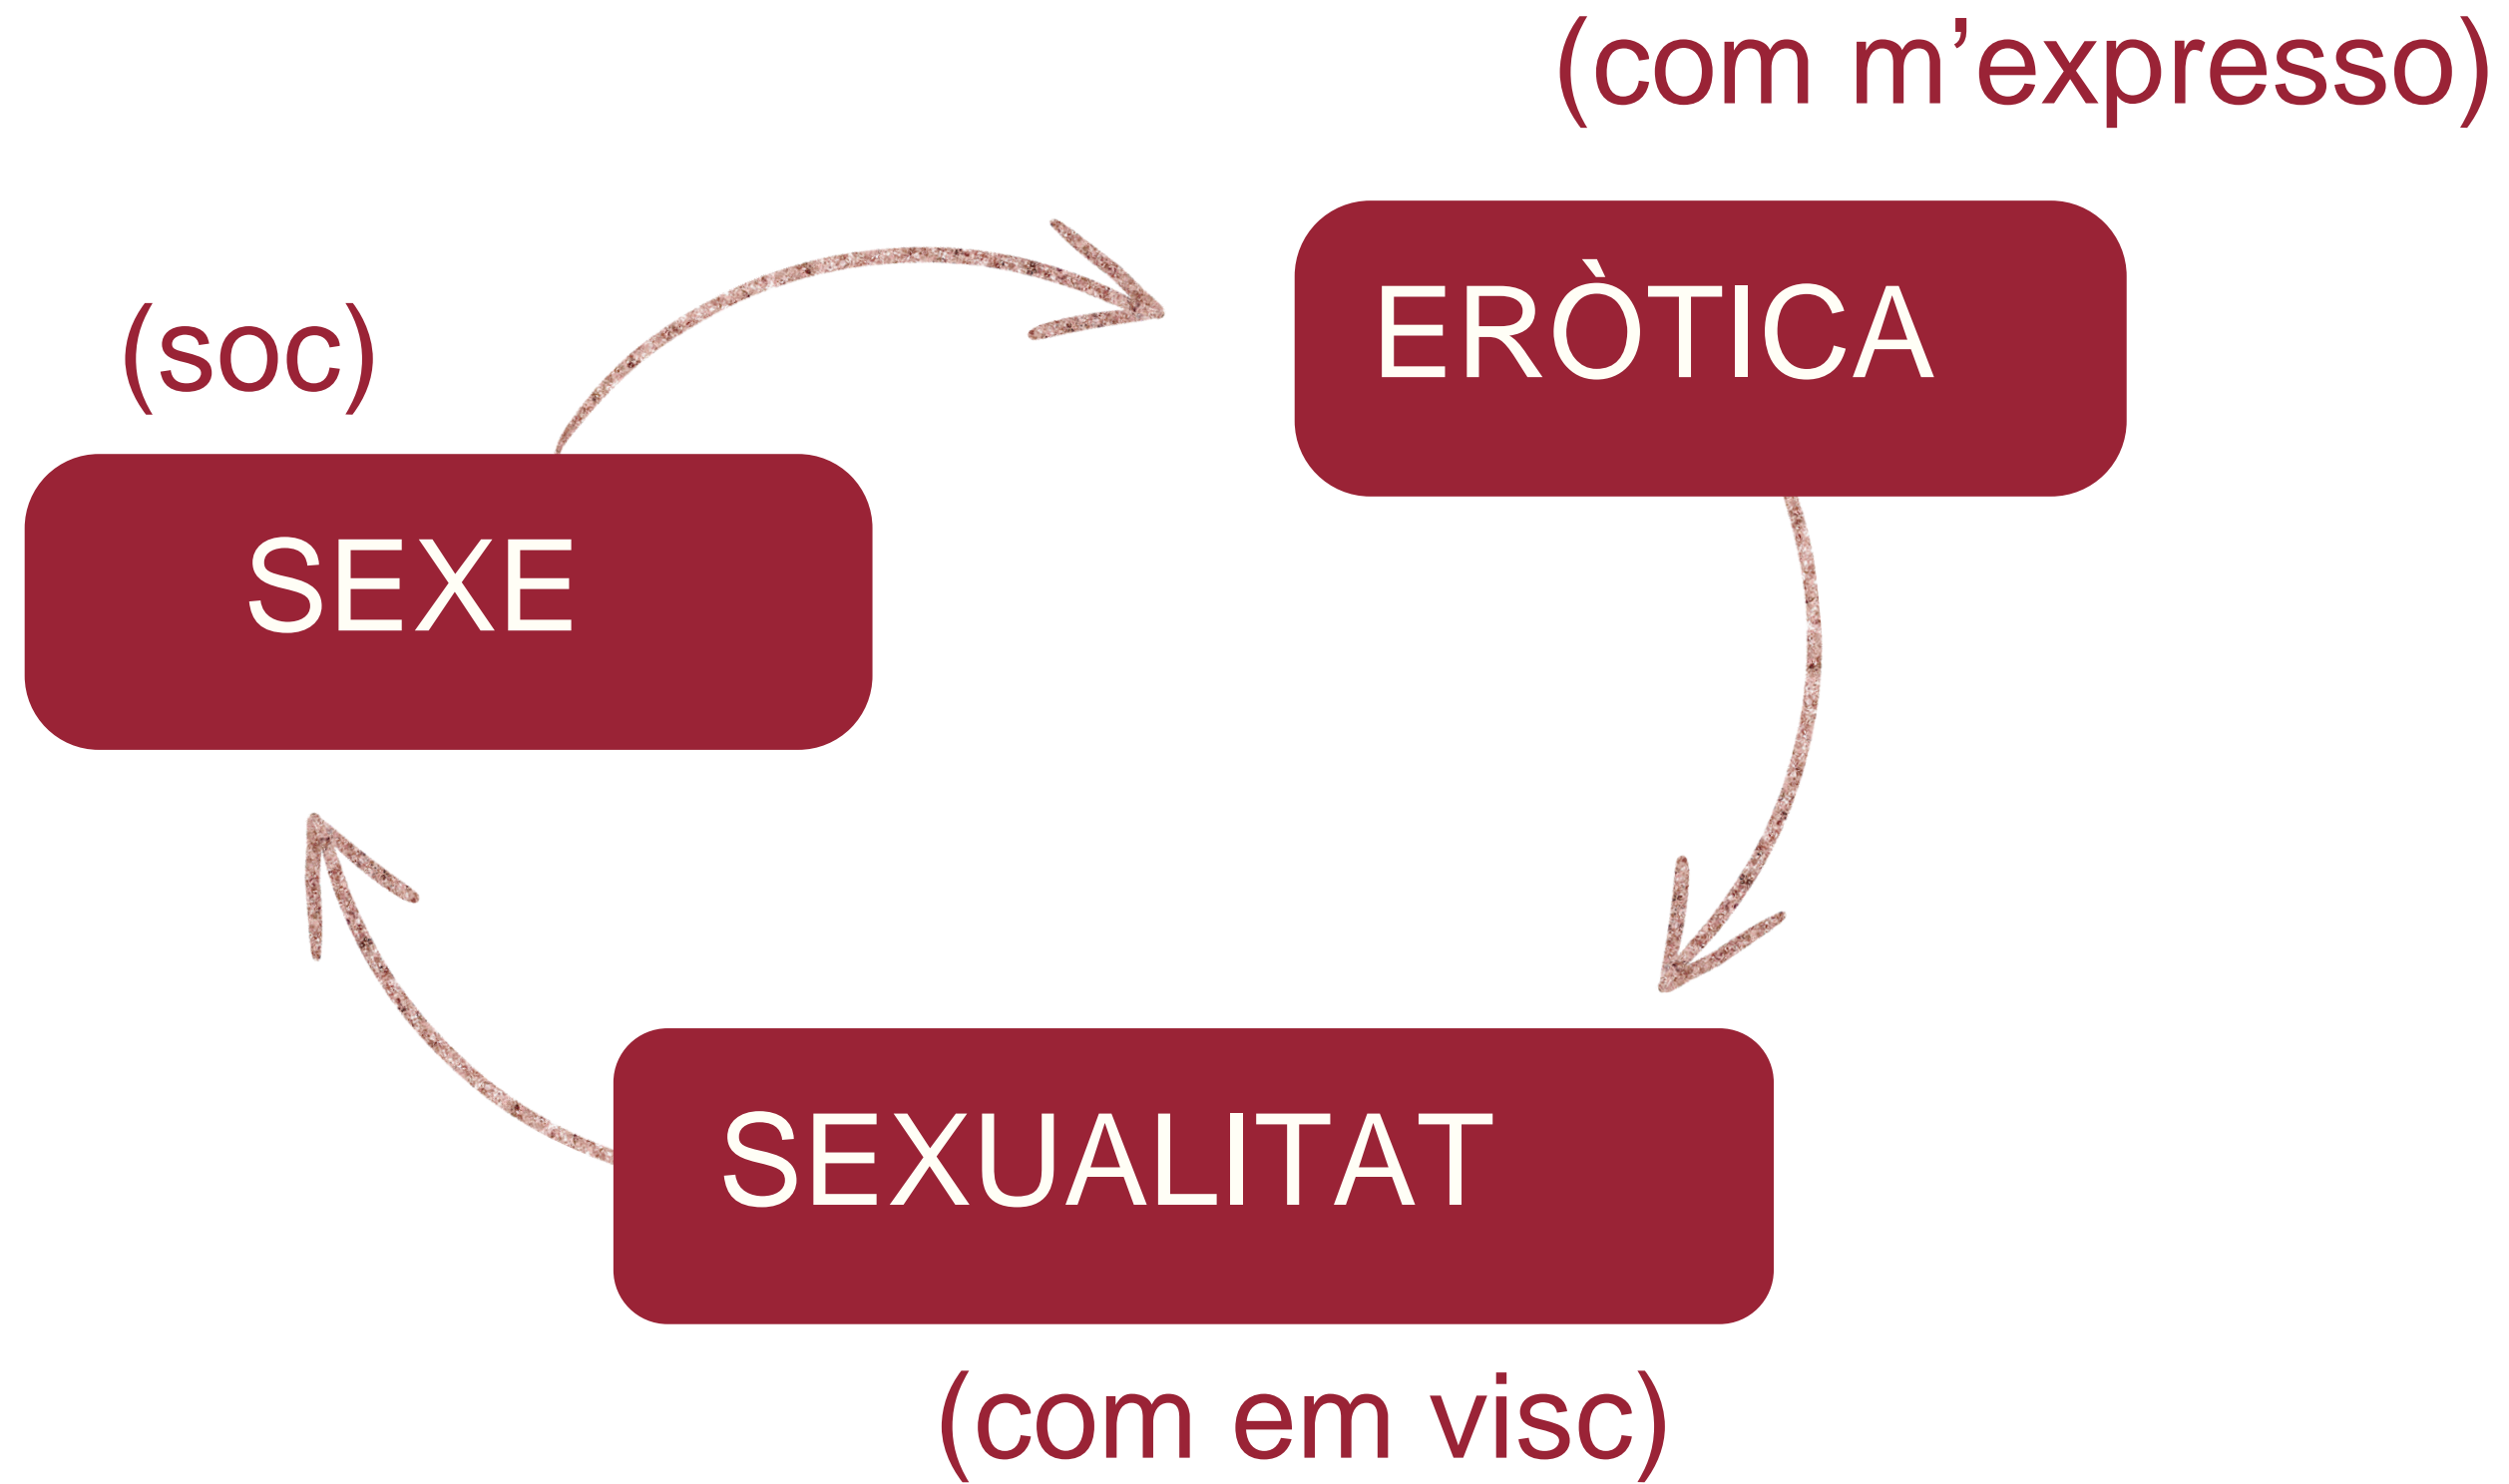 (com m’expresso)
ERÒTICA
(soc)
SEXE
SEXUALITAT
(com em visc)